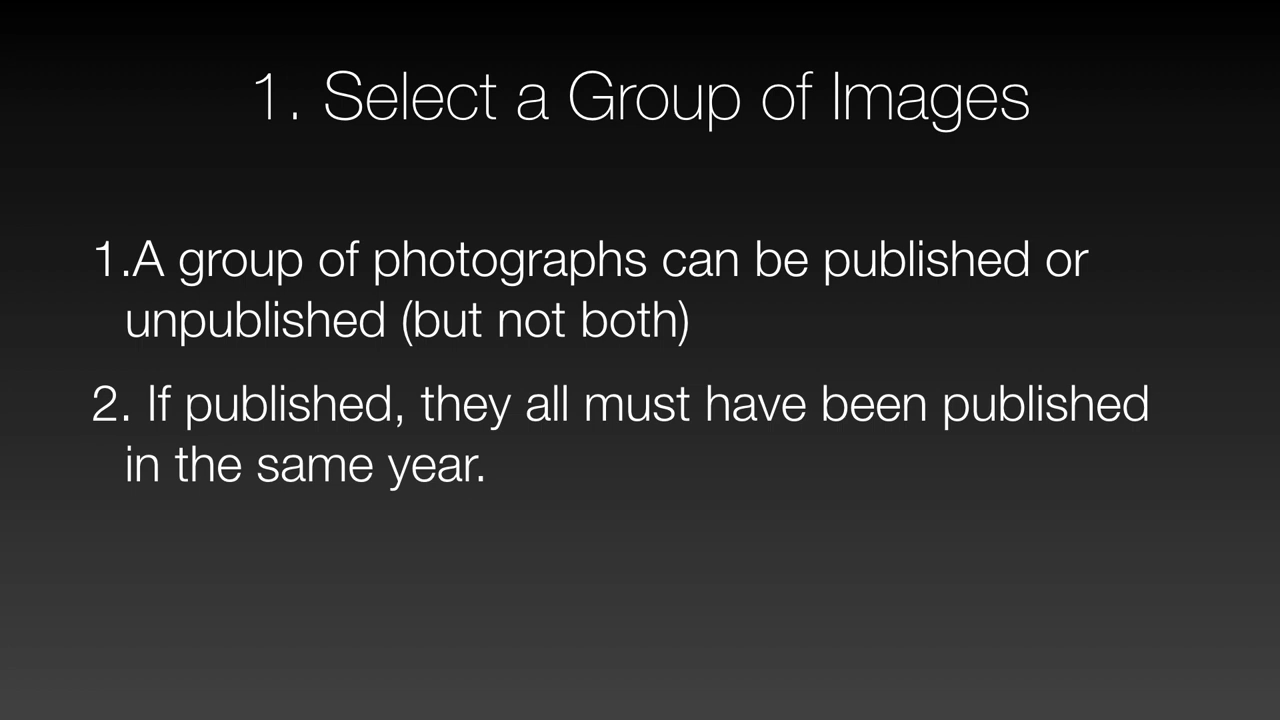 1. Select a Group of Images
1.A group of photographs can be published or
unpublished (but not both)
2. If published, they all must have been published
in the same year.